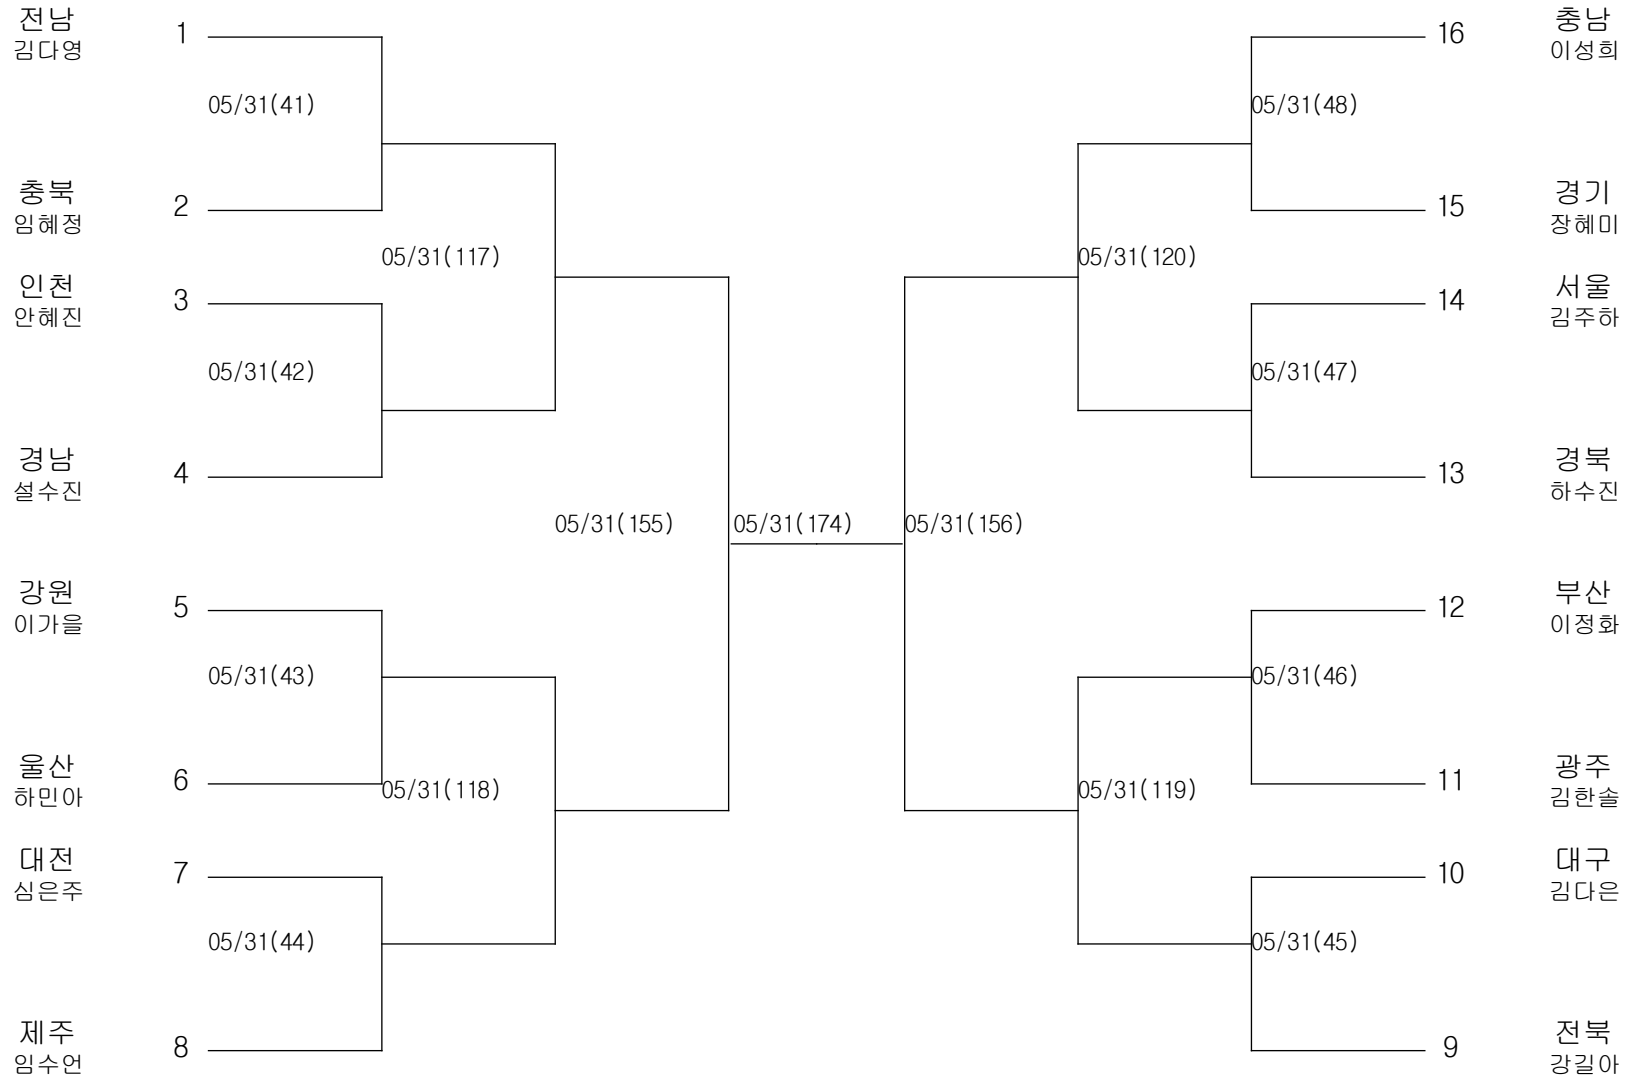 전남
김다영
1
05/31(41)
충북
임혜정
2
05/31(117)
인천
안혜진
3
05/31(42)
경남
설수진
4
05/31(155)
강원
이가을
5
05/31(43)
울산
하민아
6
05/31(118)
대전
심은주
7
05/31(44)
제주
임수언
8
05/31(174)
16
충남
이성희
05/31(48)
15
경기
장혜미
05/31(120)
14
서울
김주하
05/31(47)
13
경북
하수진
05/31(156)
12
부산
이정화
05/31(46)
11
광주
김한솔
05/31(119)
10
대구
김다은
05/31(45)
9
전북
강길아